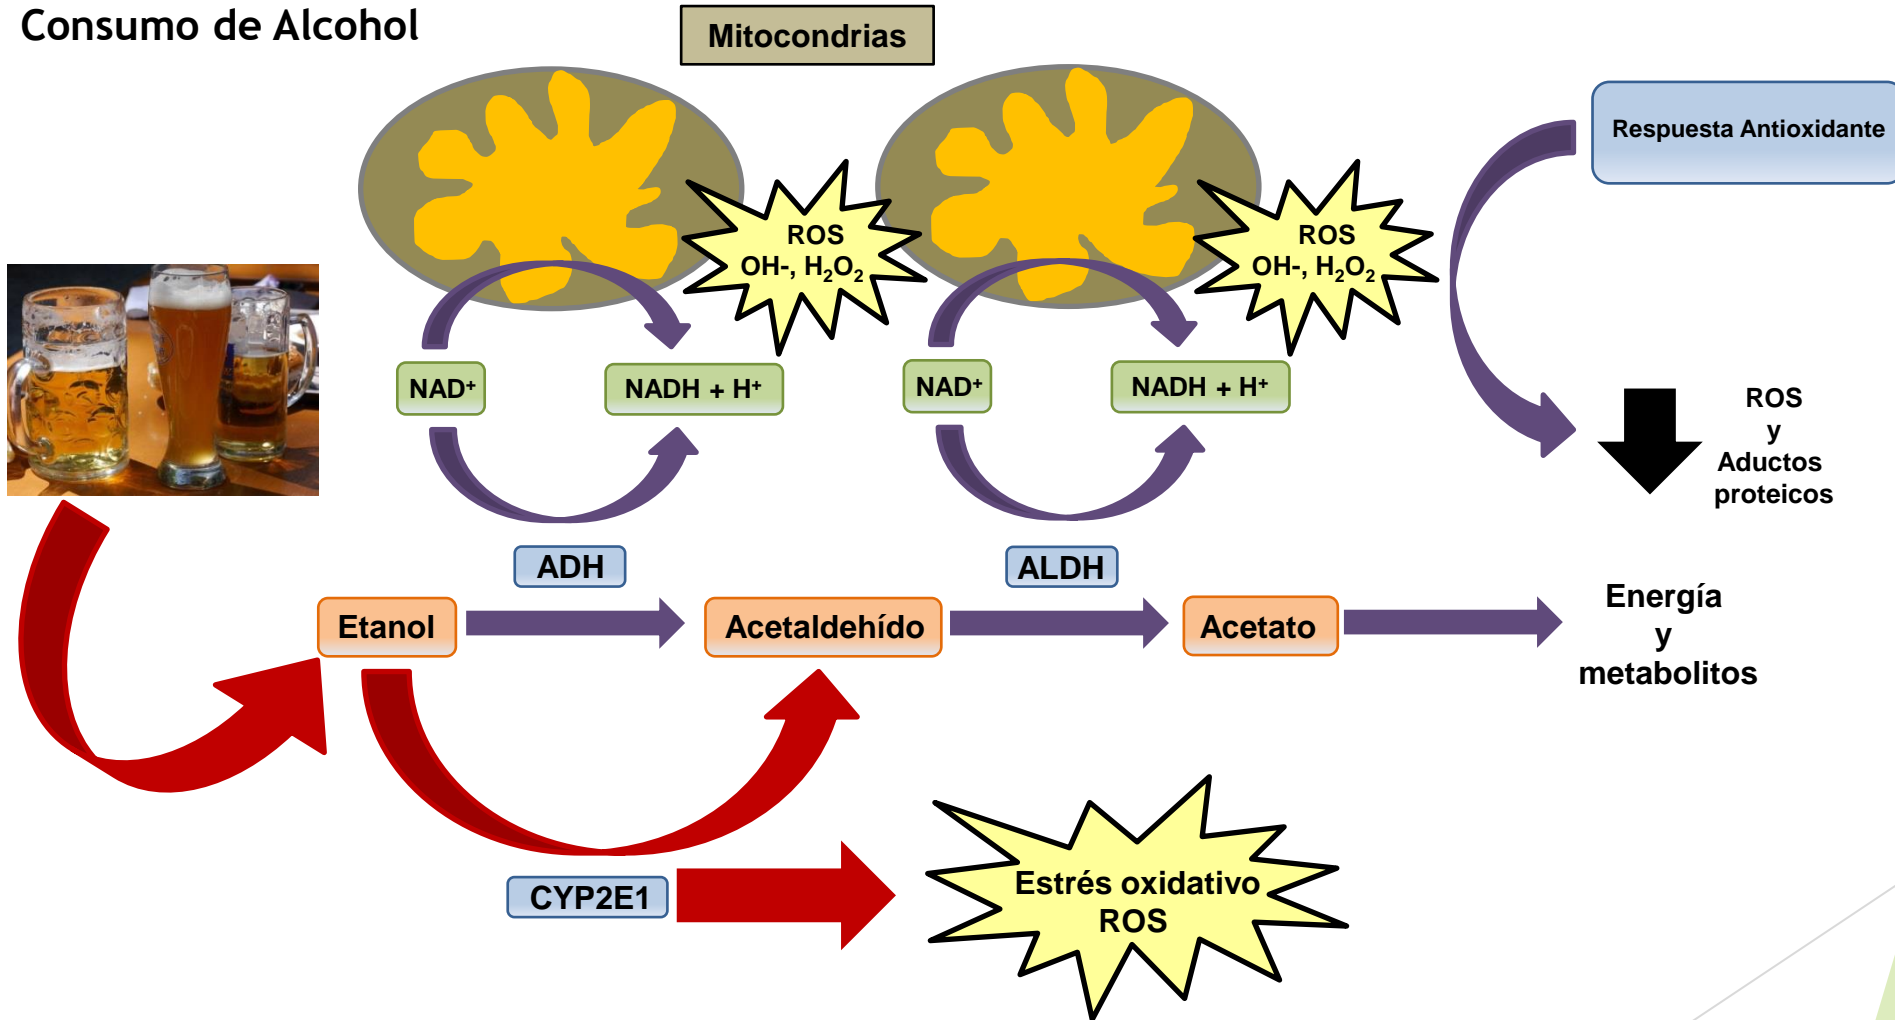 Consumo de Alcohol
Mitocondrias
Respuesta Antioxidante
ROS
OH-, H₂O₂
ROS
OH-, H₂O₂
NAD⁺
NADH + H⁺
NAD⁺
NADH + H⁺
ROS
y
Aductos
proteicos
ADH
ALDH
Etanol
Acetaldehído
Acetato
Energía
y
metabolitos
CYP2E1
Estrés oxidativo
ROS